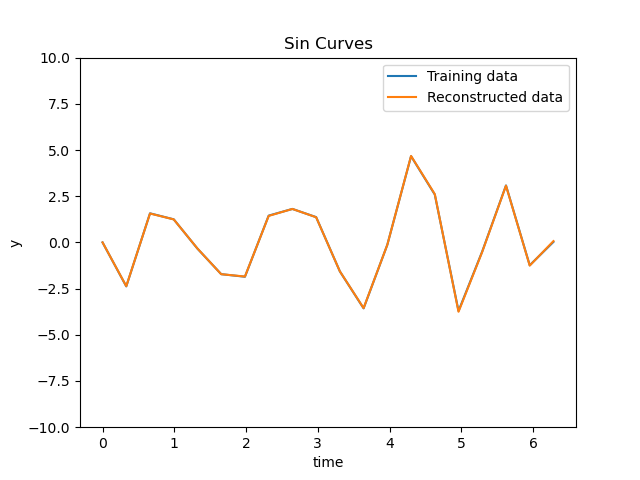 Sin Curves
Training data
Reconstructed data
10.0
7.5
5.0
2.5
0.0
−2.5
−5.0
−7.5
−10.0
y
0 1 2 3 4 5 6
time